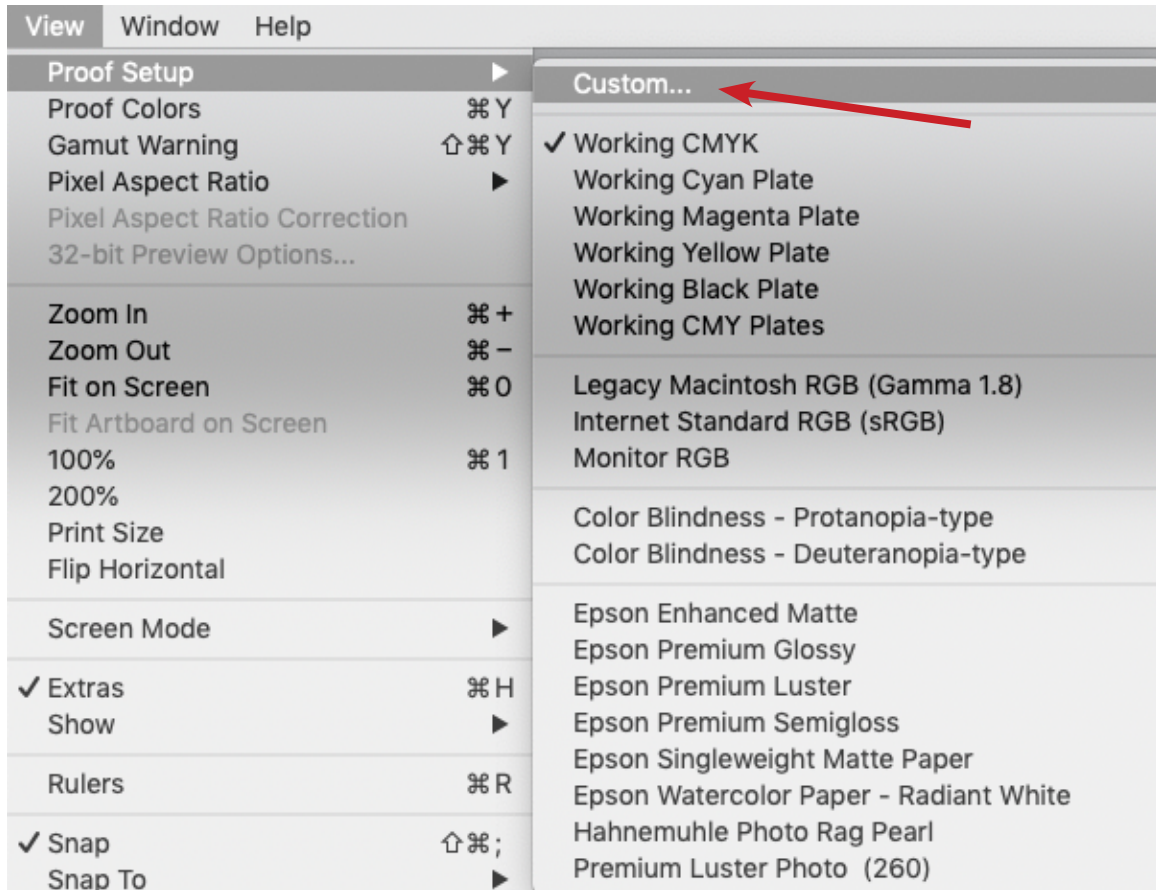 View Window Help
Proof Setup ▶
Proof Colors ⌘Y
Gamut Warning ⇧⌘Y
Pixel Aspect Ratio ▶
Pixel Aspect Ratio Correction
32-bit Preview Options...
Zoom In ⌘+
Zoom Out ⌘−
Fit on Screen ⌘0
Fit Artboard on Screen
100% ⌘1
200%
Print Size
Flip Horizontal
Screen Mode ▶
✓ Extras ⌘H
Show ▶
Rulers ⌘R
✓ Snap ⇧⌘;
Snap To ▶
Custom...
✓ Working CMYK
Working Cyan Plate
Working Magenta Plate
Working Yellow Plate
Working Black Plate
Working CMY Plates
Legacy Macintosh RGB (Gamma 1.8)
Internet Standard RGB (sRGB)
Monitor RGB
Color Blindness - Protanopia-type
Color Blindness - Deuteranopia-type
Epson Enhanced Matte
Epson Premium Glossy
Epson Premium Luster
Epson Premium Semigloss
Epson Singleweight Matte Paper
Epson Watercolor Paper - Radiant White
Hahnemuhle Photo Rag Pearl
Premium Luster Photo (260)